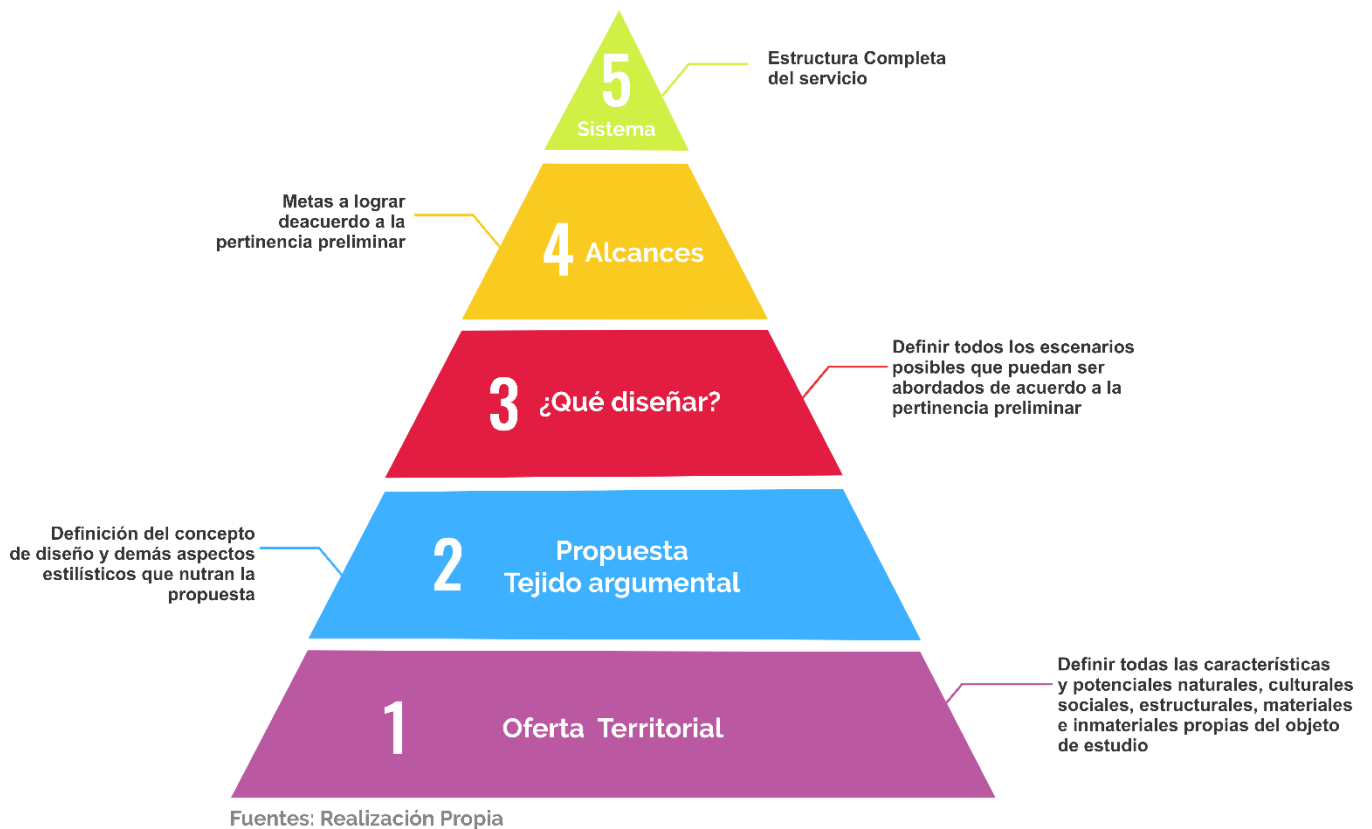 5
Sistema
Estructura Completa
del servicio
Metas a lograr
deacuerdo a la
pertinencia preliminar
4 Alcances
3 ¿Qué diseñar?
Definir todos los escenarios
posibles que puedan ser
abordados de acuerdo a la
pertinencia preliminar
Definición del concepto
de diseño y demás aspectos
estilísticos que nutran la
propuesta
2
Propuesta
Tejido argumental
1 Oferta Territorial
Definir todas las características
y potenciales naturales, culturales
sociales, estructurales, materiales
e inmateriales propias del objeto
de estudio
Fuentes: Realización Propia